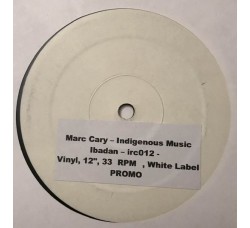 Marc Cary – Indigenous Music
Ibadan – irc012 -
Vinyl, 12", 33 RPM , White Label
PROMO